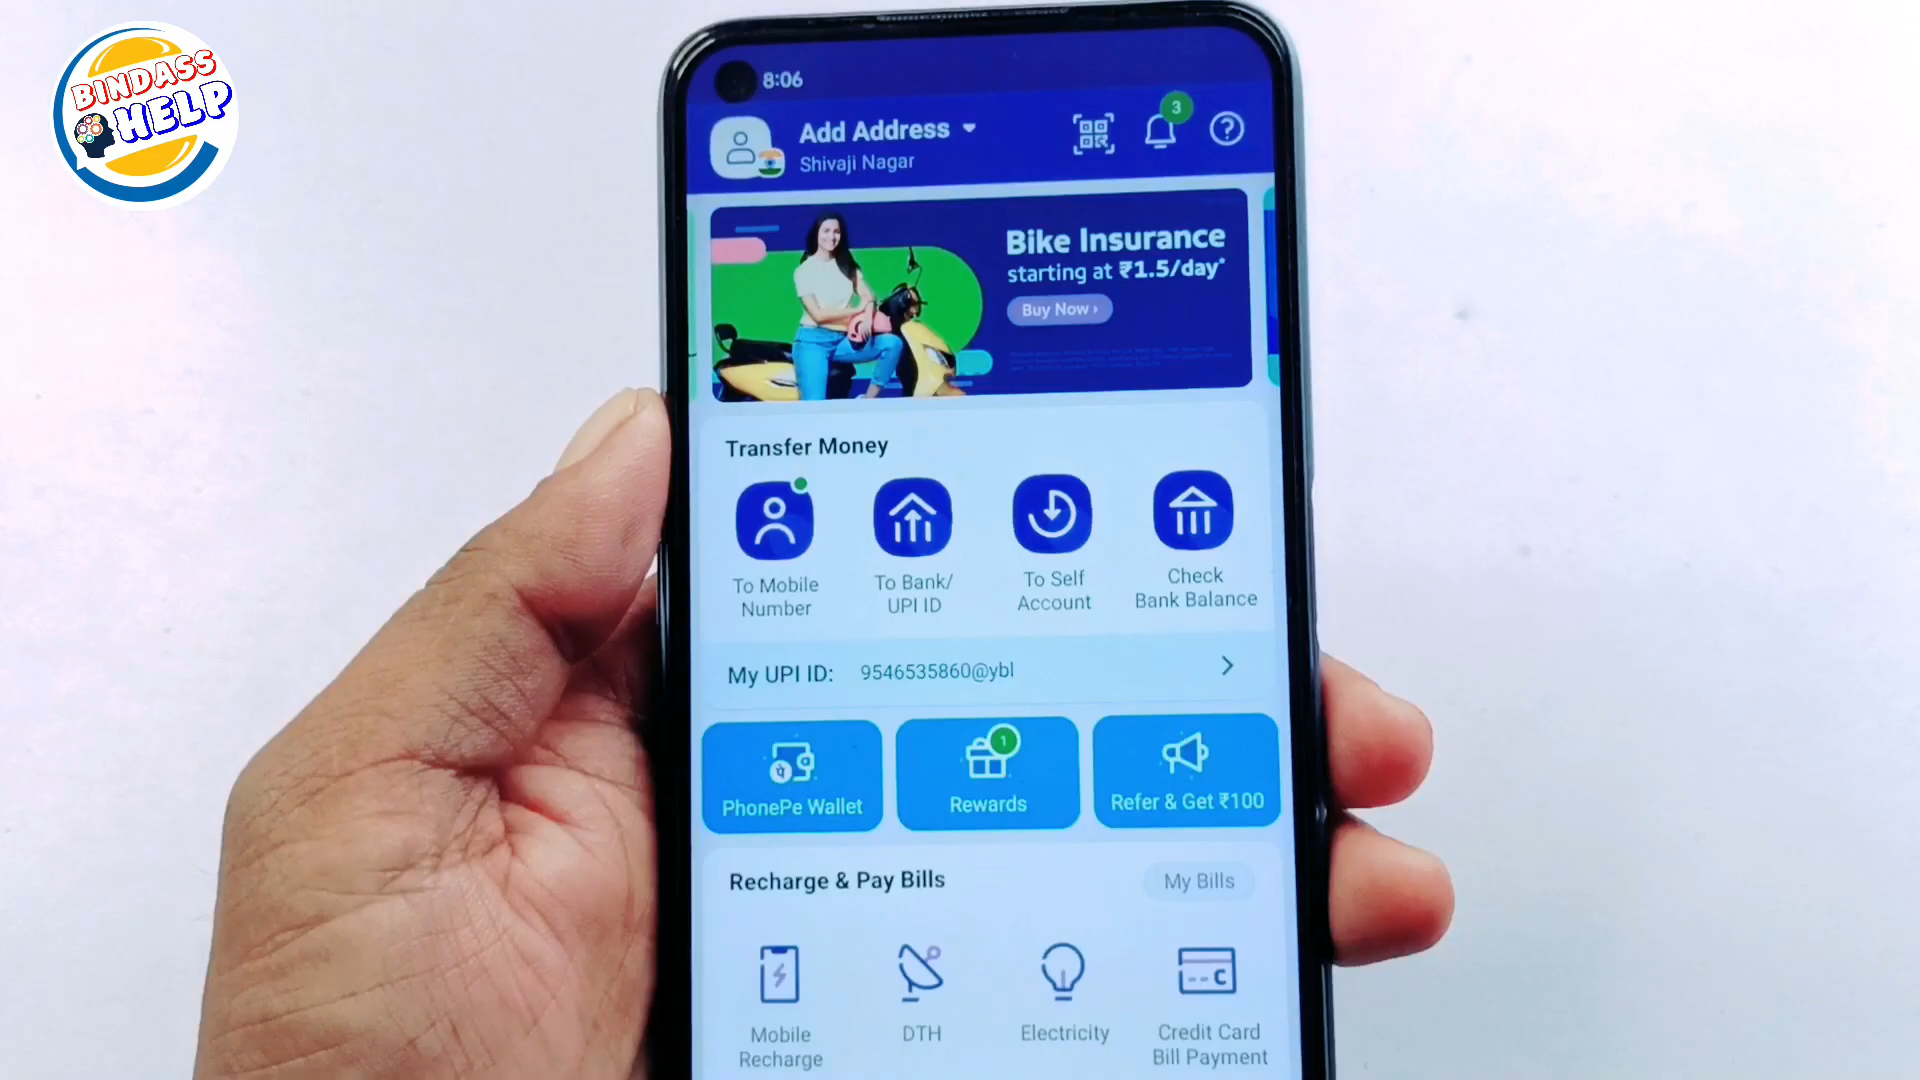 BINDASS
HELP
8:06
Add Address
Shivaji Nagar
3
?
Bike Insurance
starting at ₹1.5/day*
Buy Now ›
Transfer Money
To Mobile
Number
To Bank/
UPI ID
To Self
Account
Check
Bank Balance
My UPI ID: 9546535860@ybl
पे
PhonePe Wallet
1
Rewards
Refer & Get ₹100
Recharge & Pay Bills
My Bills
C
Mobile
Recharge
DTH
Electricity
Credit Card
Bill Payment